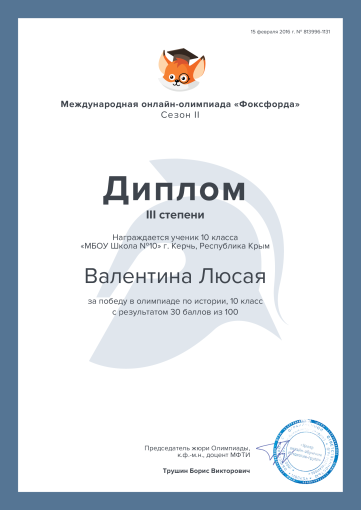 15 февраля 2016 г. № 813995-1131
Международная онлайн-олимпиада «Фоксфорда»
Сезон II
Диплом
III степени
Награждается ученик 10 класса
«МБОУ Школа №10» г. Керчь, Республика Крым
Валентина Люсая
за победу в олимпиаде по истории, 10 класс
с результатом 30 баллов из 100
Председатель жюри Олимпиады,
к.ф.-м.н., доцент МФТИ
Трушин Борис Викторович